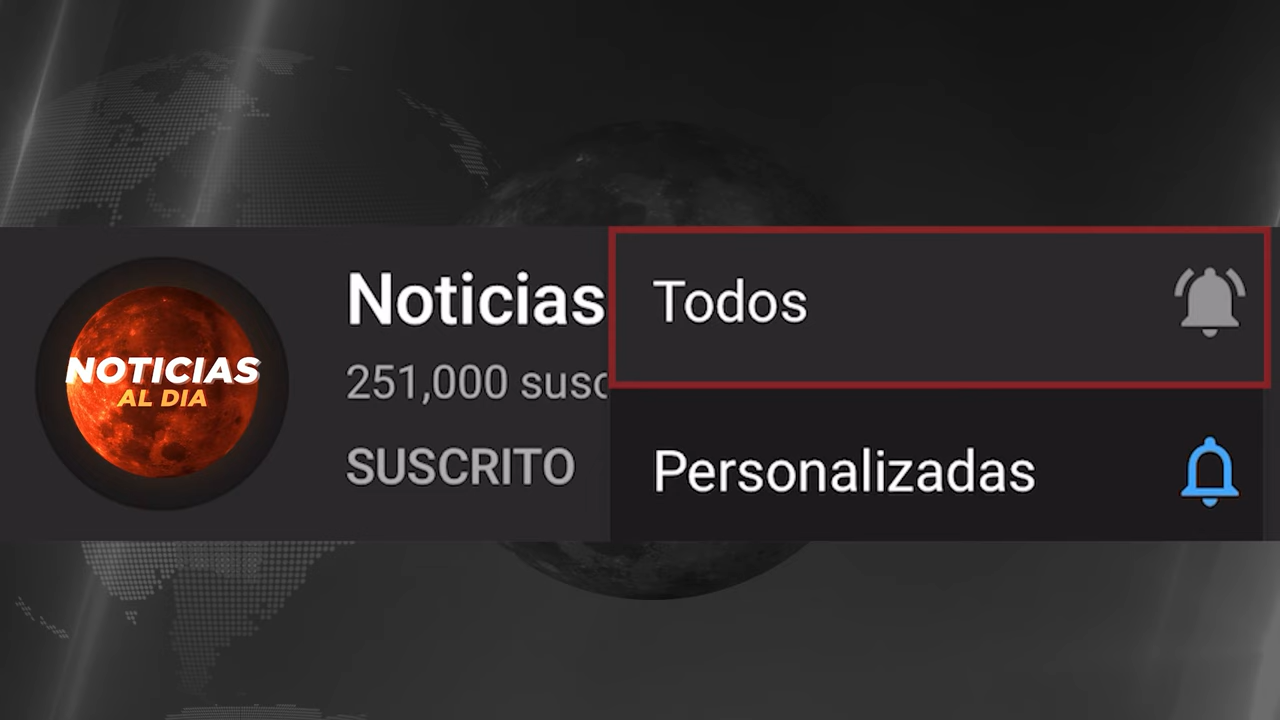 NOTICIAS
AL DIA
Noticias
251,000 susc
SUSCRITO
Todos
Personalizadas